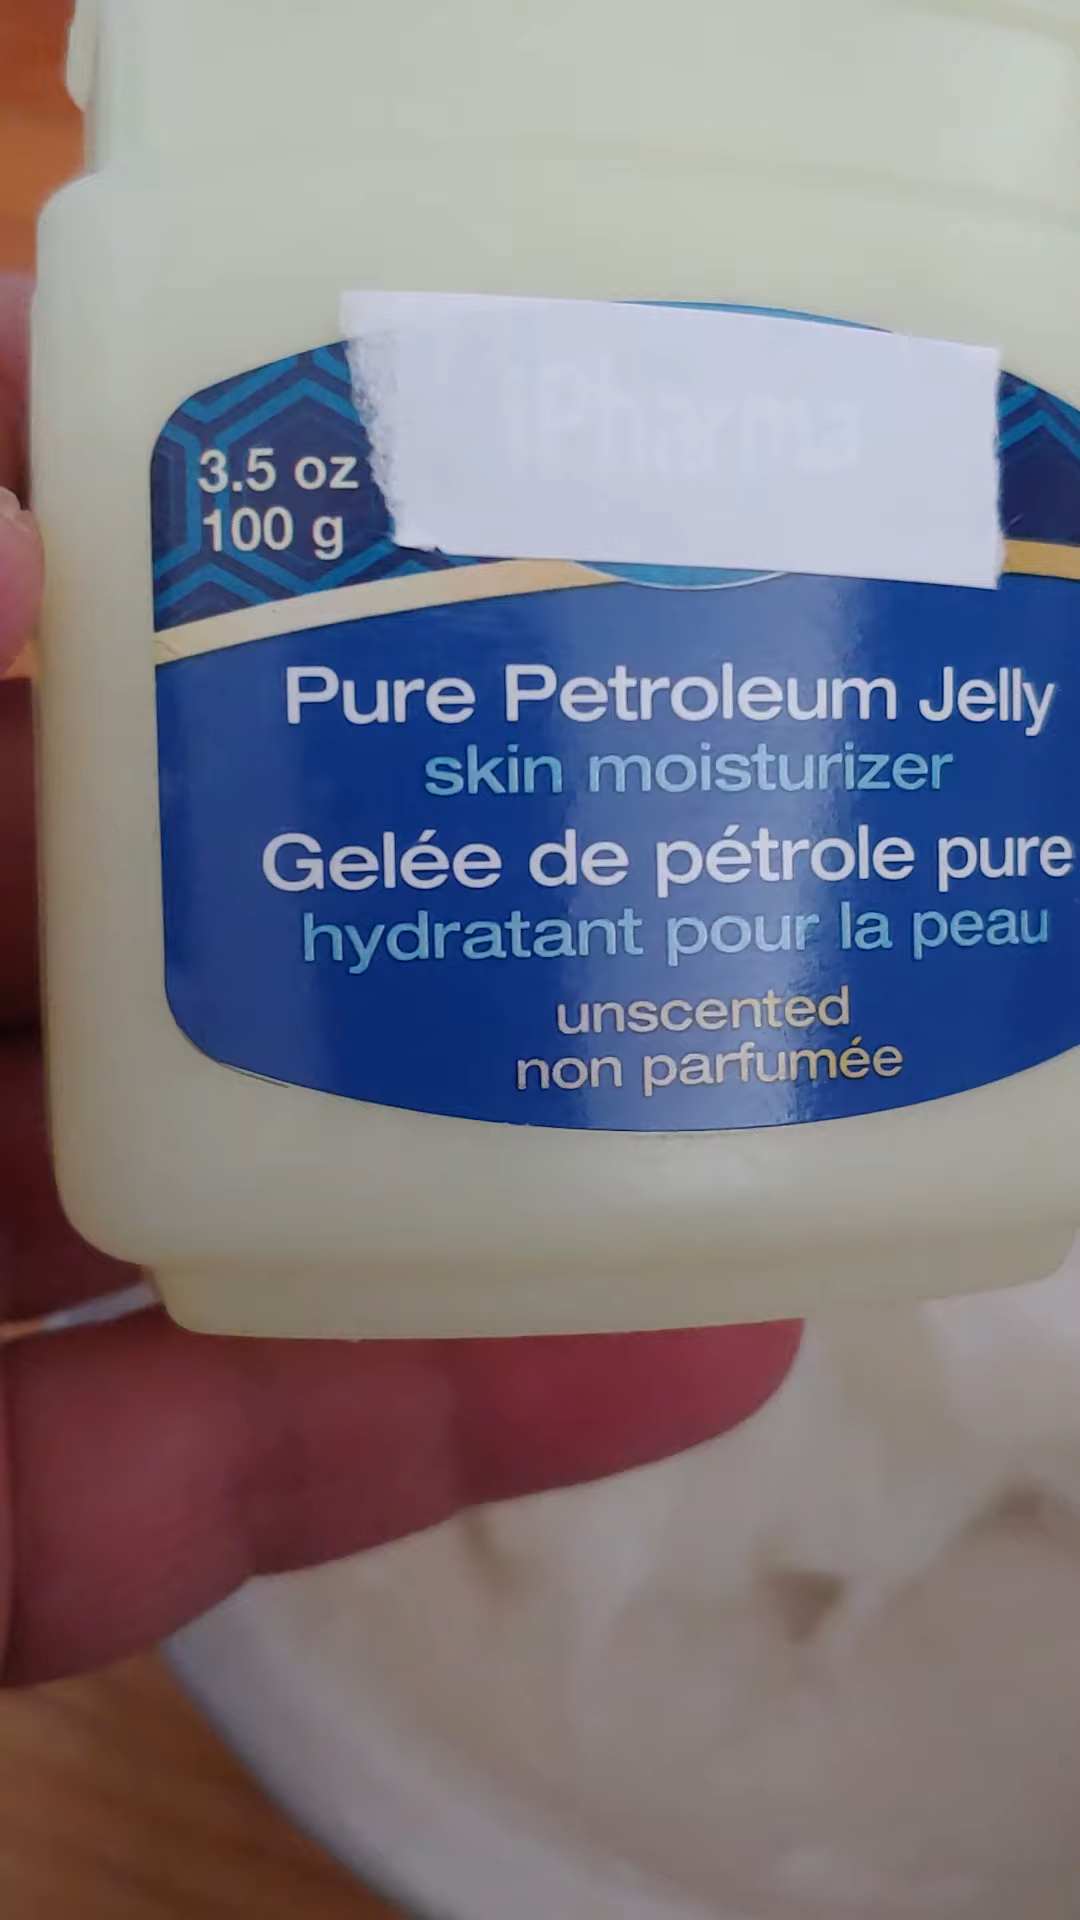 iPharma
3.5 oz
100 g
Pure Petroleum Jelly
skin moisturizer
Gelée de pétrole pure
hydratant pour la peau
unscented
non parfumée